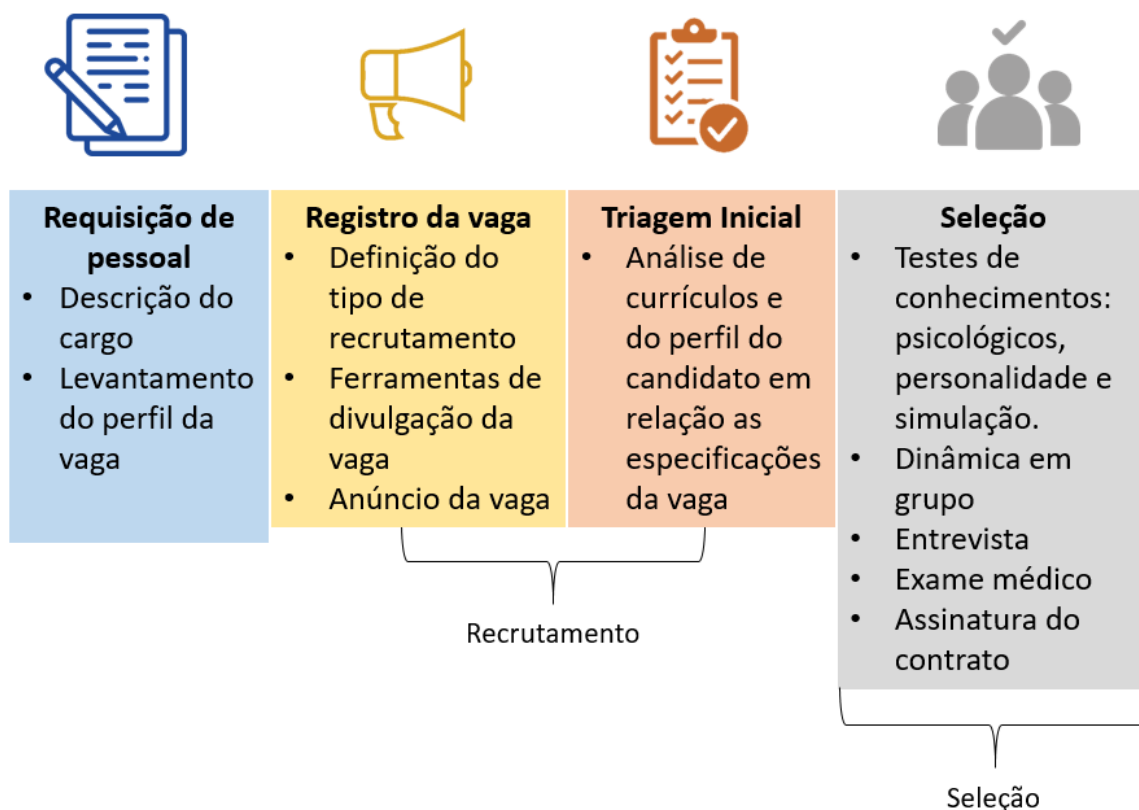 Requisição de
pessoal
• Descrição do
cargo
• Levantamento
do perfil da
vaga
Registro da vaga
• Definição do
tipo de
recrutamento
• Ferramentas de
divulgação da
vaga
• Anúncio da vaga
Triagem Inicial
• Análise de
currículos e
do perfil do
candidato em
relação as
especificações
da vaga
Seleção
• Testes de
conhecimentos:
psicológicos,
personalidade e
simulação.
• Dinâmica em
grupo
• Entrevista
• Exame médico
• Assinatura do
contrato
Recrutamento
Seleção